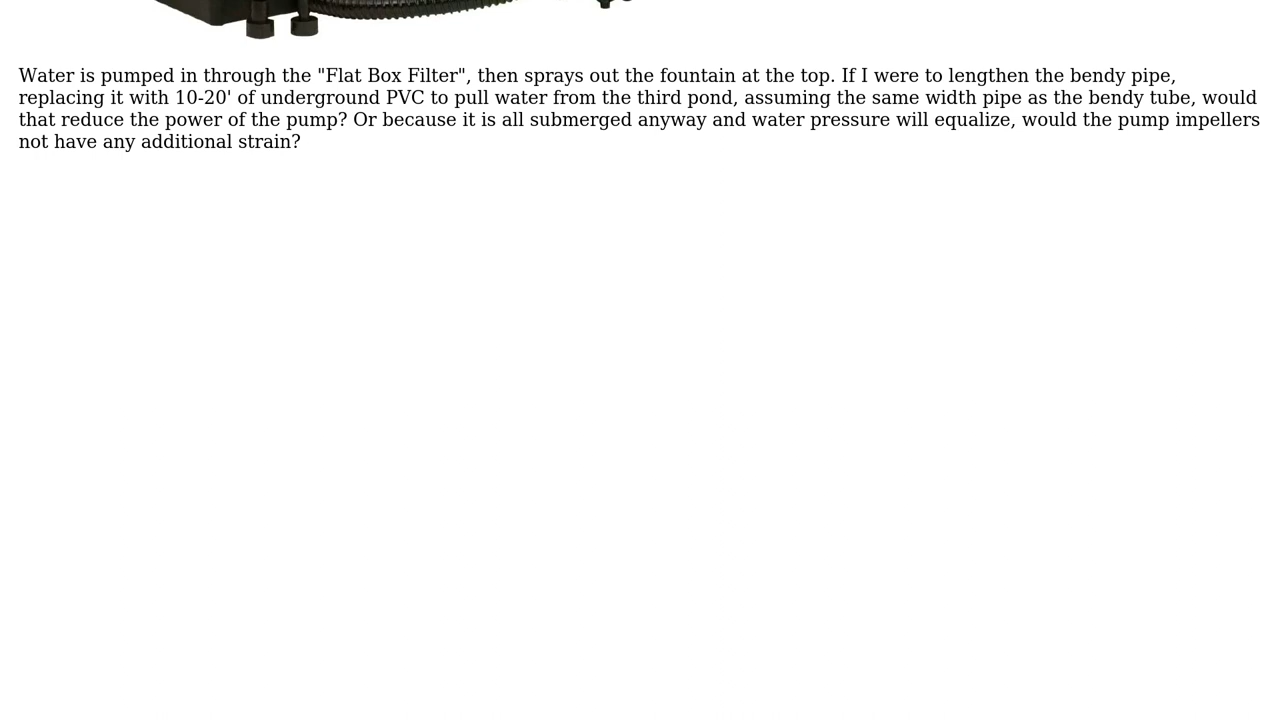 Water is pumped in through the "Flat Box Filter", then sprays out the fountain at the top. If I were to lengthen the bendy pipe,
replacing it with 10-20' of underground PVC to pull water from the third pond, assuming the same width pipe as the bendy tube, would
that reduce the power of the pump? Or because it is all submerged anyway and water pressure will equalize, would the pump impellers
not have any additional strain?